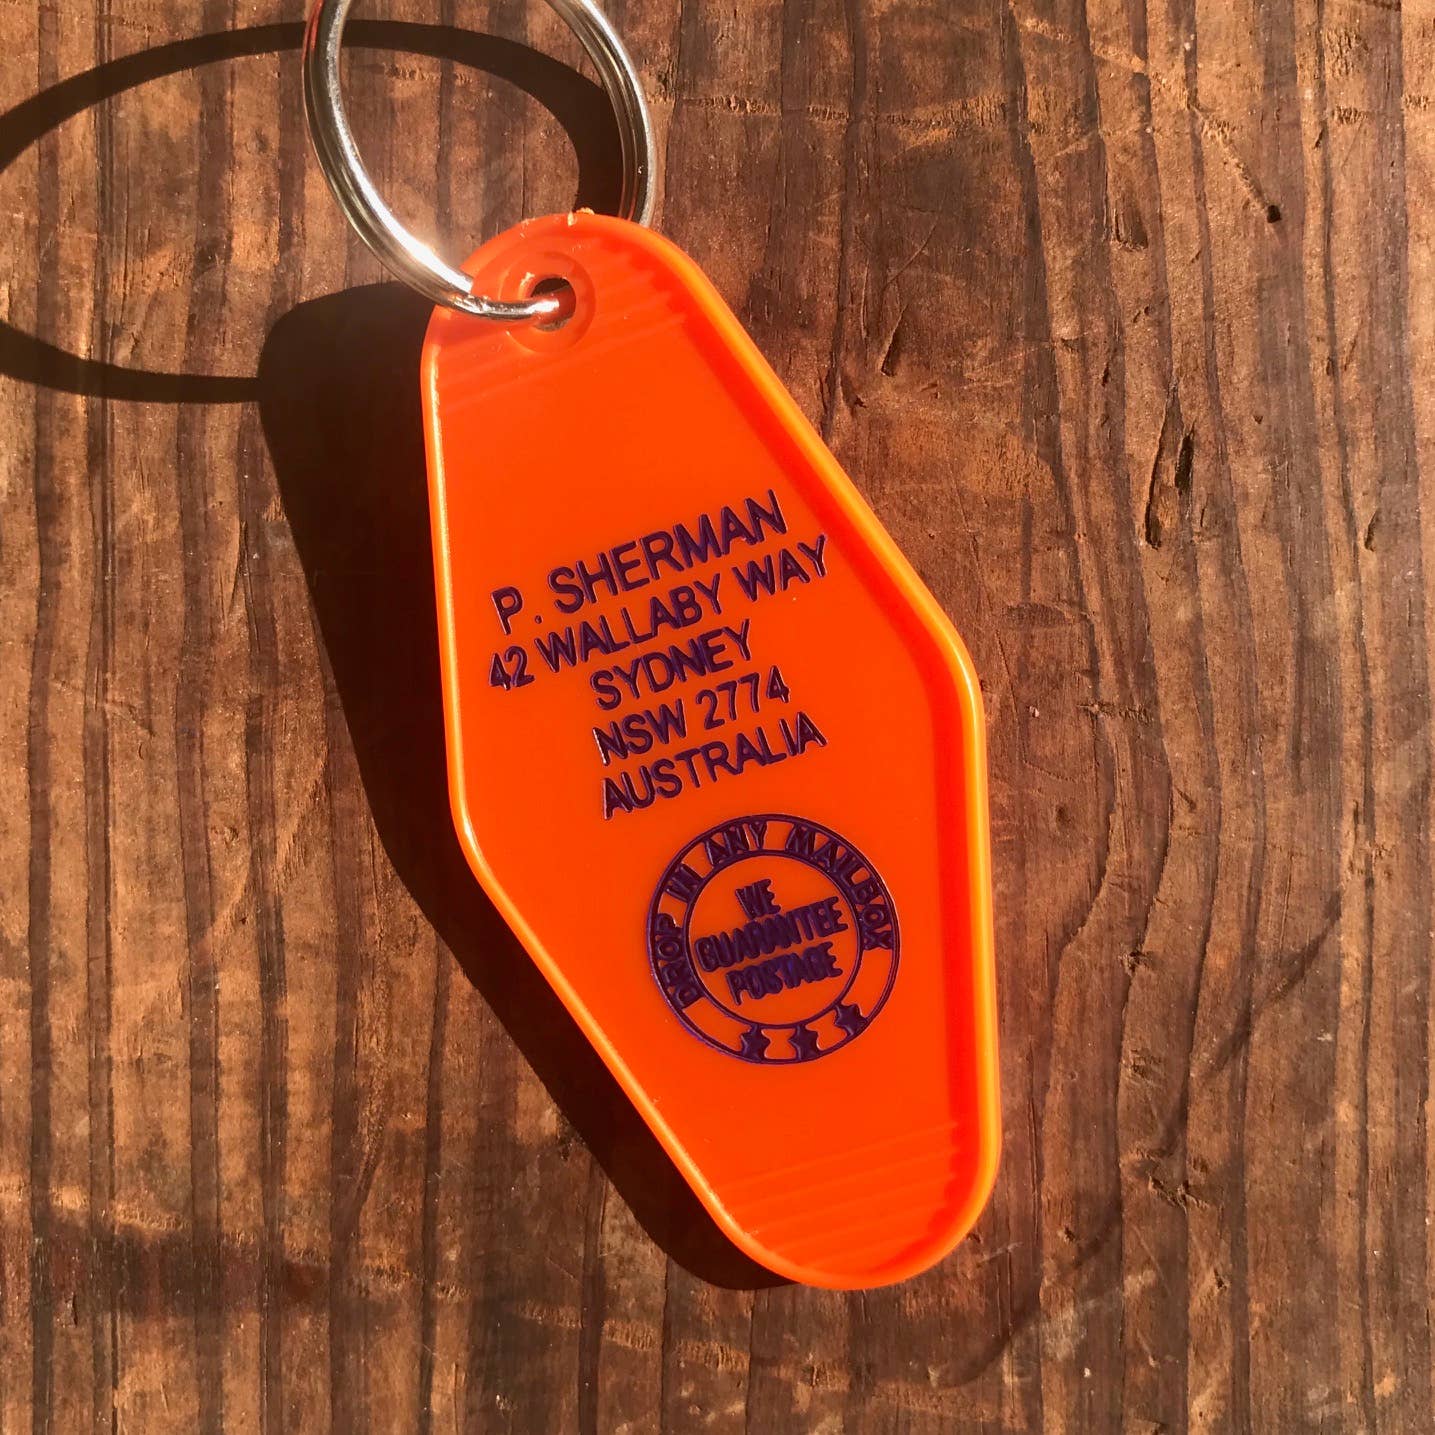 P. SHERMAN
42 WALLABY WAY
SYDNEY
NSW 2774
AUSTRALIA
DROP IN ANY MAILBOX
WE
GUARANTEE
POSTAGE